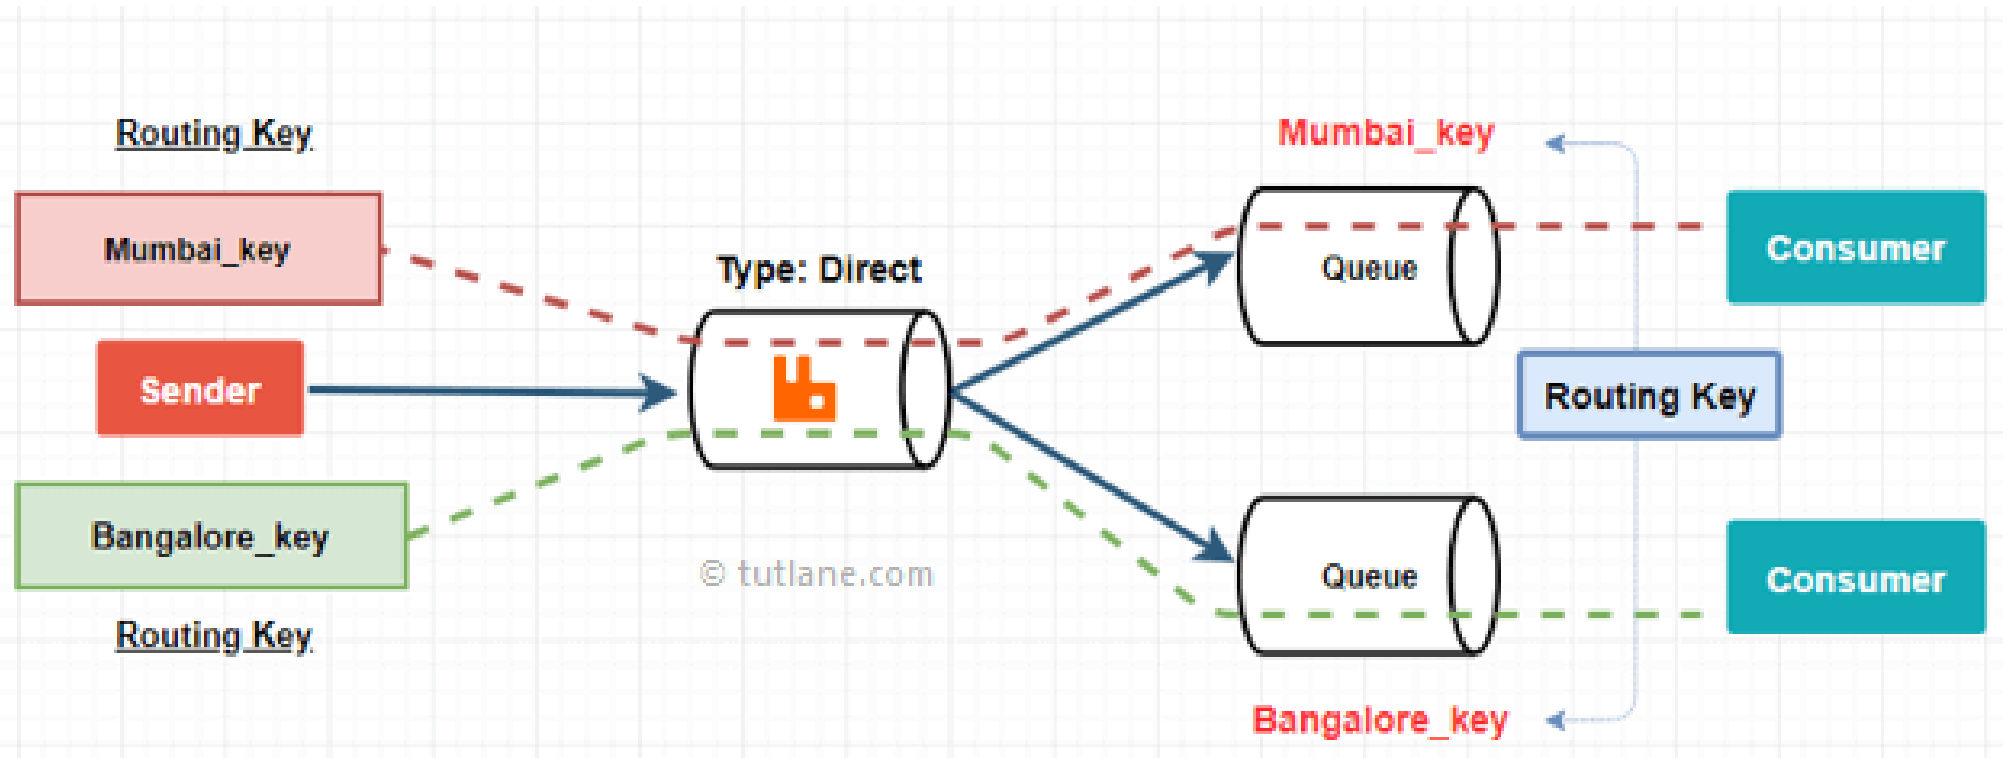 Routing Key
Mumbai_key
Sender
Bangalore_key
Routing Key
Type: Direct
© tutlane.com
Mumbai_key
Queue
Queue
Bangalore_key
Routing Key
Consumer
Consumer